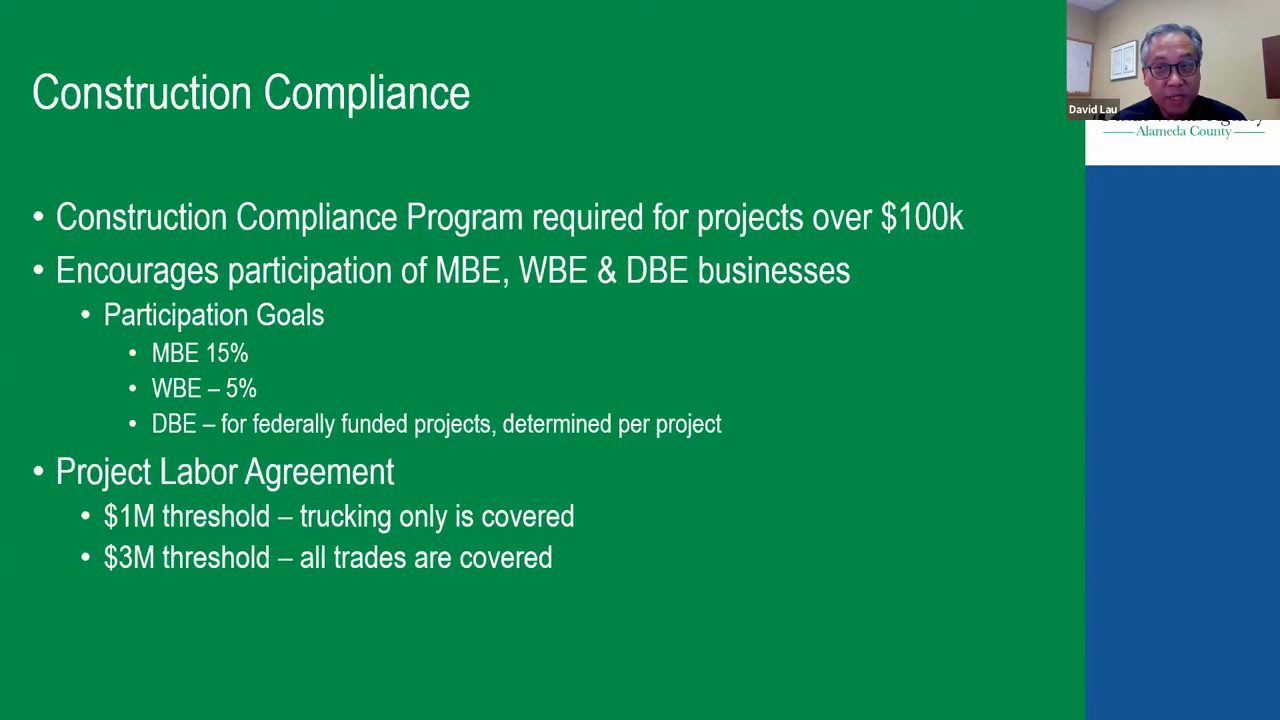 Construction Compliance
David Lau
Alameda County
• Construction Compliance Program required for projects over $100k
• Encourages participation of MBE, WBE & DBE businesses
• Participation Goals
• MBE 15%
• WBE – 5%
• DBE – for federally funded projects, determined per project
• Project Labor Agreement
• $1M threshold – trucking only is covered
• $3M threshold – all trades are covered